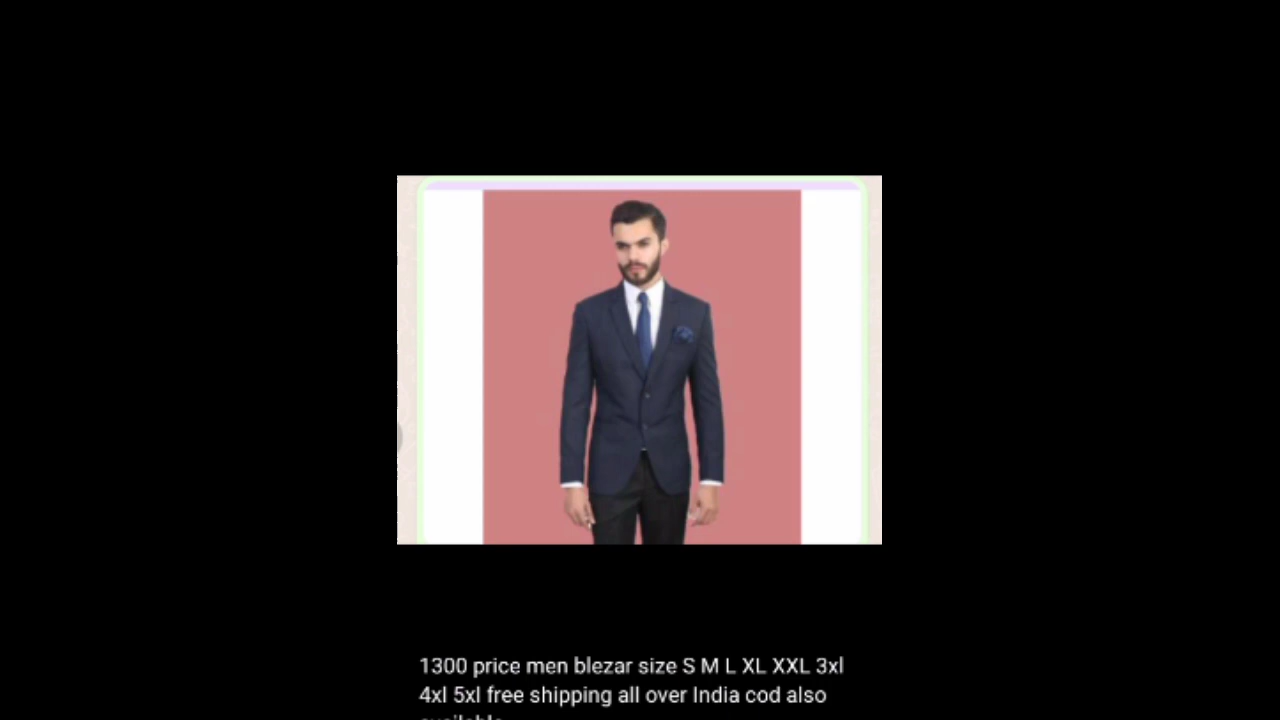 1300 price men blezar size S M L XL XXL 3xl
4xl 5xl free shipping all over India cod also